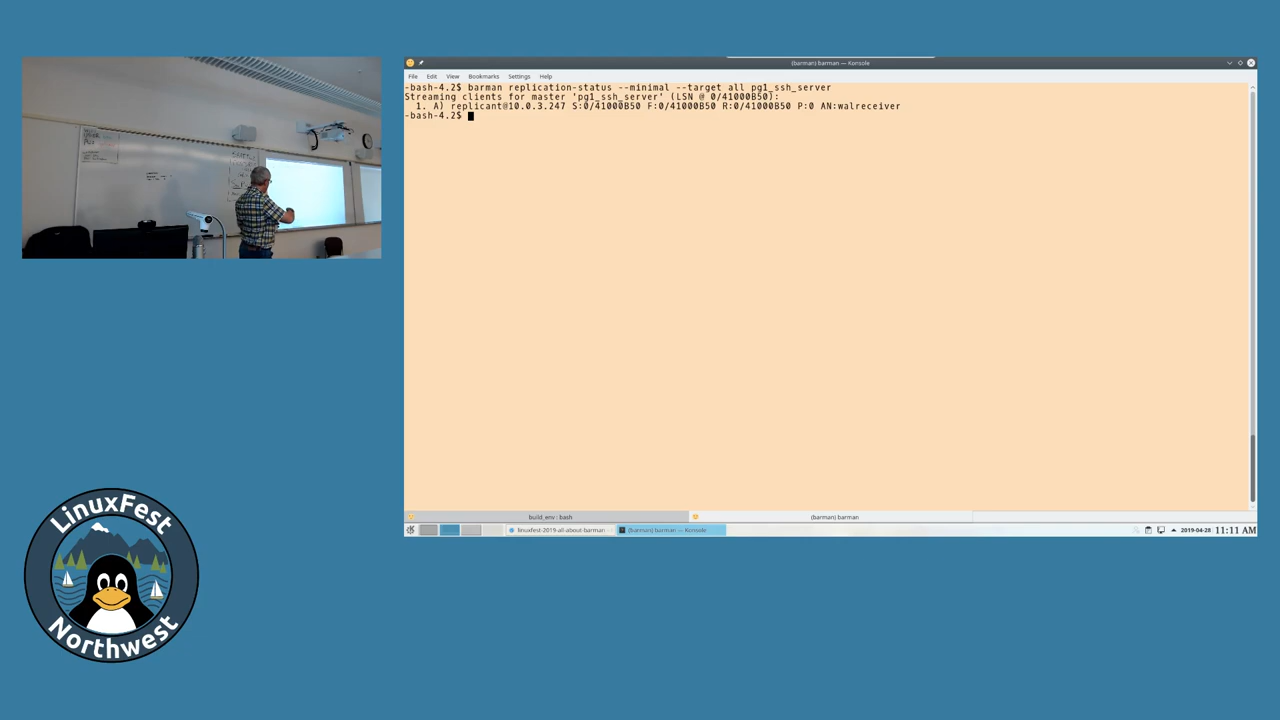 (barman) barman — Konsole
File Edit View Bookmarks Settings Help
-bash-4.2$ barman replication-status --minimal --target all pg1_ssh_server
Streaming clients for master 'pg1_ssh_server' (LSN @ 0/41000B50):
1. A) replicant@10.0.3.247 S:0/41000B50 F:0/41000B50 R:0/41000B50 P:0 AN:walreceiver
-bash-4.2$
build_env : bash
(barman) barman
linuxfest-2019-all-about-barman
(barman) barman — Konsole
2019-04-28 11:11 AM
LinuxFest
Northwest